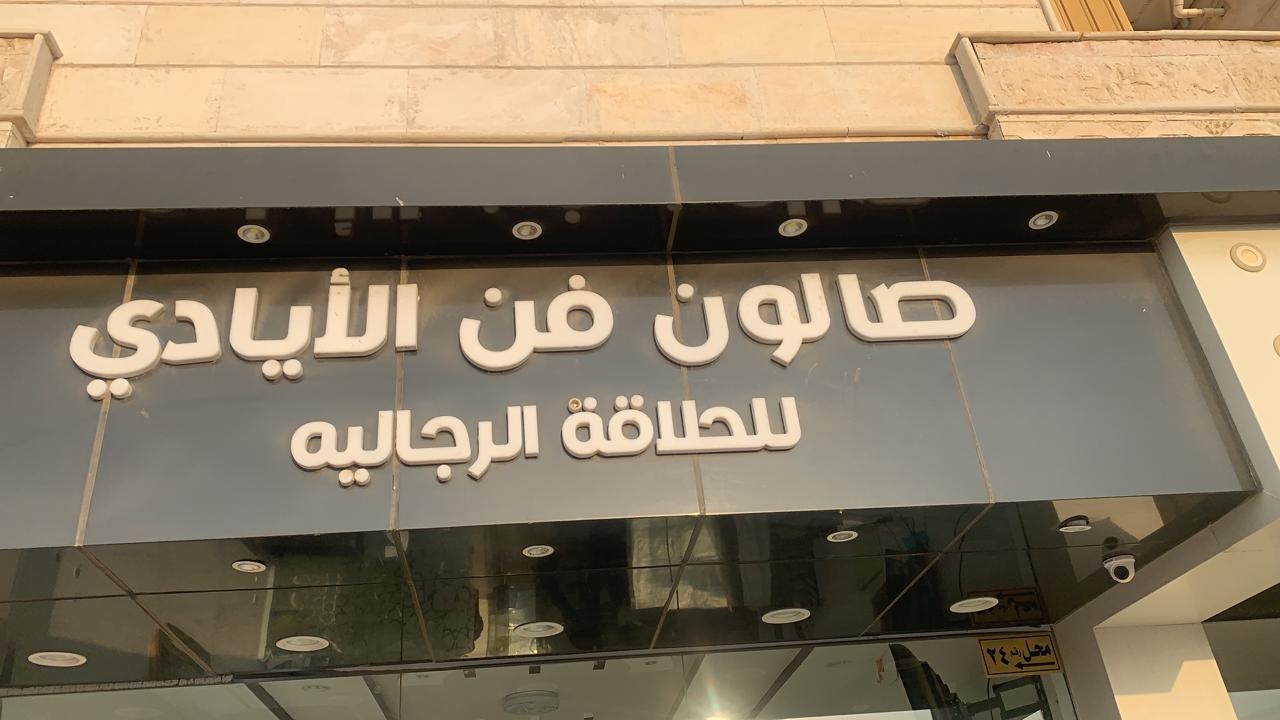 صالون فن الأيادي
للحلاقة الرجاليه
محل رقم ٢٤